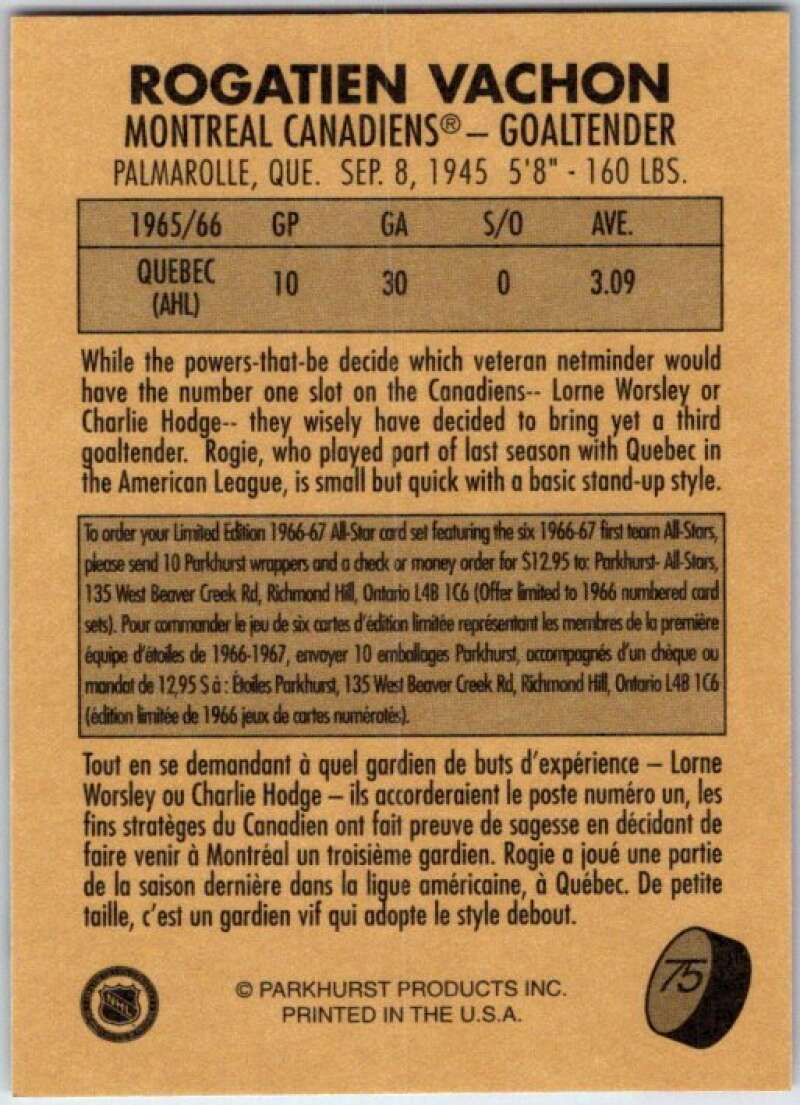 ROGATIEN VACHON
MONTREAL CANADIENS® – GOALTENDER
PALMAROLLE, QUE. SEP. 8, 1945 5'8" - 160 LBS.
1965/66 GP GA S/O AVE.
QUEBEC
(AHL) 10 30 0 3.09
While the powers-that-be decide which veteran netminder would
have the number one slot on the Canadiens-- Lorne Worsley or
Charlie Hodge-- they wisely have decided to bring yet a third
goaltender. Rogie, who played part of last season with Quebec in
the American League, is small but quick with a basic stand-up style.
To order your Limited Edition 1966-67 All-Star card set featuring the six 1966-67 first team All-Stars,
please send 10 Parkhurst wrappers and a check or money order for $12.95 to: Parkhurst- All-Stars,
135 West Beaver Creek Rd, Richmond Hill, Ontario L4B 1C6 (Offer limited to 1966 numbered card
sets). Pour commander le jeu de six cartes d'édition limitée représentant les membres de la première
équipe d'étoiles de 1966-1967, envoyer 10 emballages Parkhurst, accompagnés d'un chèque ou
mandat de 12,95 $ à : Étoiles Parkhurst, 135 West Beaver Creek Rd, Richmond Hill, Ontario L4B 1C6
(édition limitée de 1966 jeux de cartes numérotés).
Tout en se demandant à quel gardien de buts d'expérience – Lorne
Worsley ou Charlie Hodge – ils accorderaient le poste numéro un, les
fins stratèges du Canadien ont fait preuve de sagesse en décidant de
faire venir à Montréal un troisième gardien. Rogie a joué une partie
de la saison dernière dans la ligue américaine, à Québec. De petite
taille, c'est un gardien vif qui adopte le style debout.
75
NHL
© PARKHURST PRODUCTS INC.
PRINTED IN THE U.S.A.